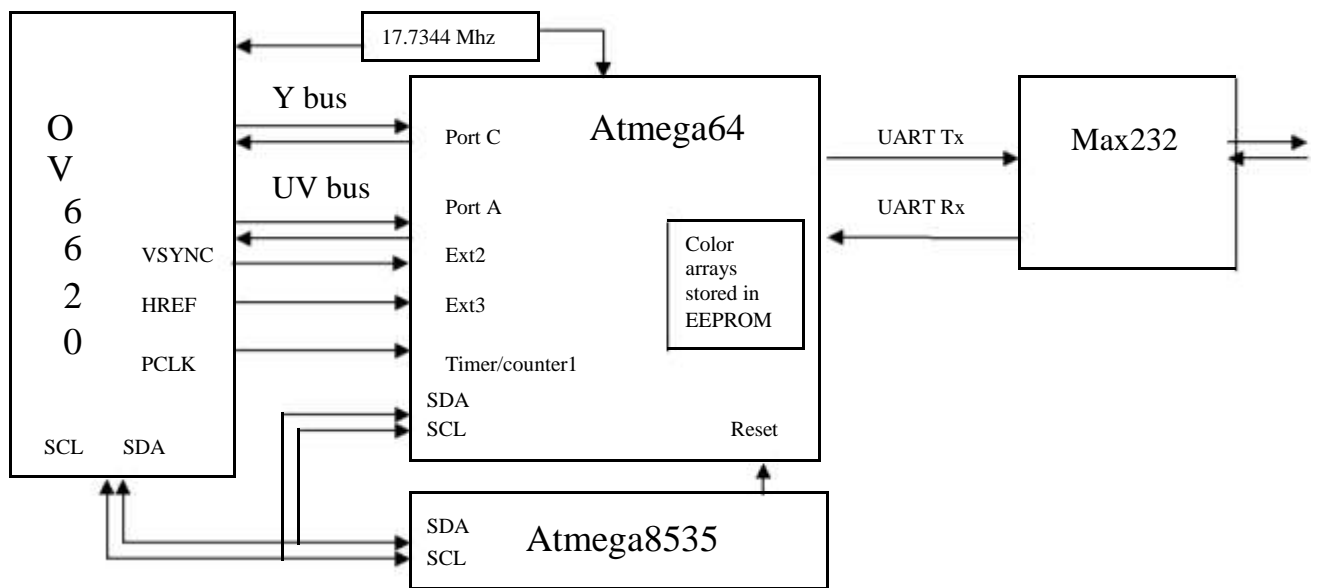 17.7344 Mhz
O
V
6
6
2
0
VSYNC
HREF
PCLK
SCL SDA
Y bus
UV bus
Atmega64
Port C
Port A
Ext2
Ext3
Timer/counter1
SDA
SCL
Reset
Color
arrays
stored in
EEPROM
UART Tx
UART Rx
Max232
SDA
SCL
Atmega8535